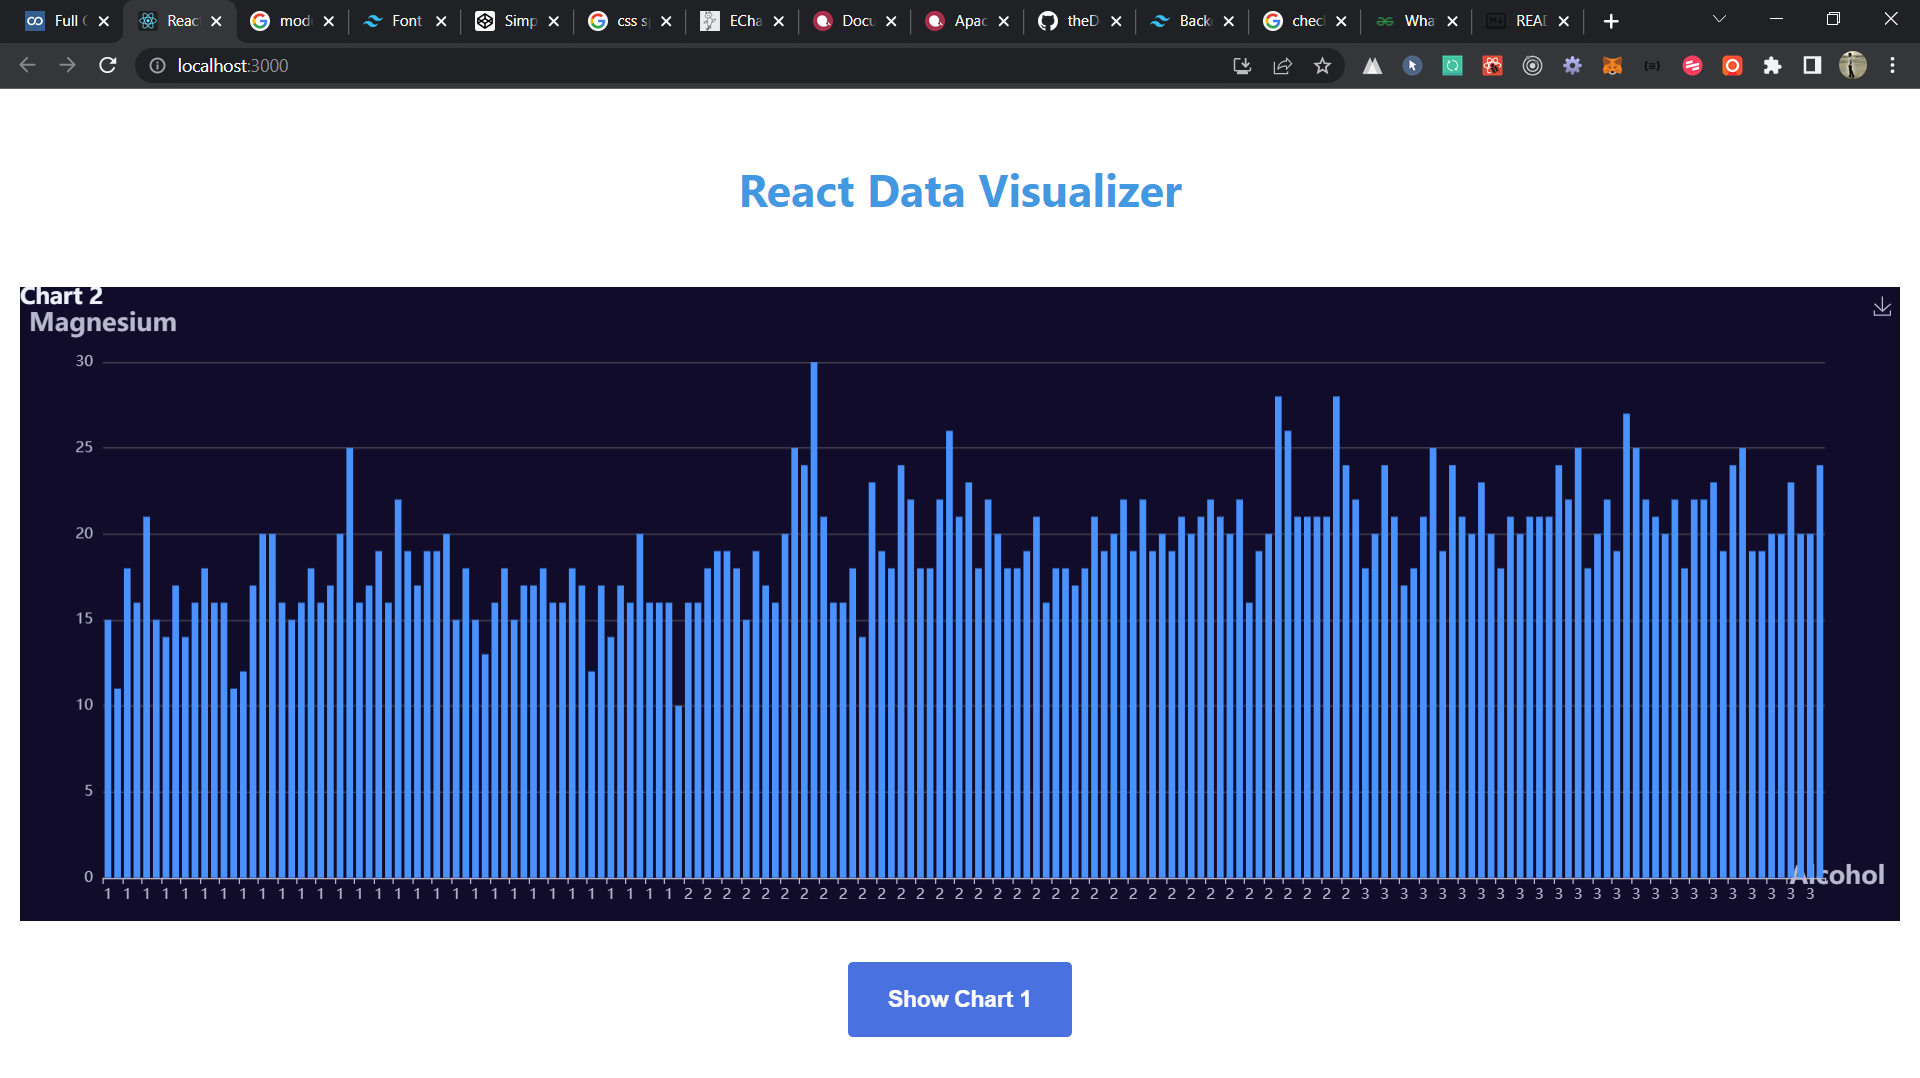 Full C
Reac
modu
Font
Simp
css s
ECha
Docu
Apac
theD
Back
chec
Wha
READ
localhost:3000
React Data Visualizer
Chart 2
Magnesium
30
25
20
15
10
5
0
Alcohol
1 1 1 1 1 1 1 1 1 1 1 1 1 1 1 1 1 1 1 1 1 1 1 1 1 1 1 1 1 1 2 2 2 2 2 2 2 2 2 2 2 2 2 2 2 2 2 2 2 2 2 2 2 2 2 2 2 2 2 2 2 2 2 2 2 3 3 3 3 3 3 3 3 3 3 3 3 3 3 3 3 3 3 3 3 3 3 3 3
Show Chart 1